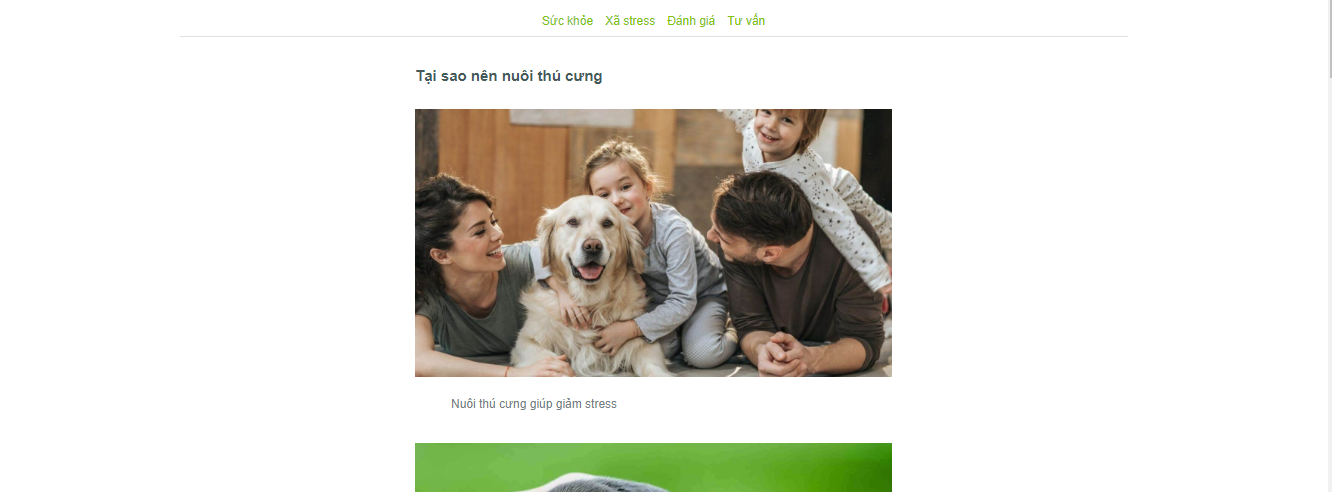 Sức khỏe Xã stress Đánh giá Tư vấn
Tại sao nên nuôi thú cưng
Nuôi thú cưng giúp giảm stress